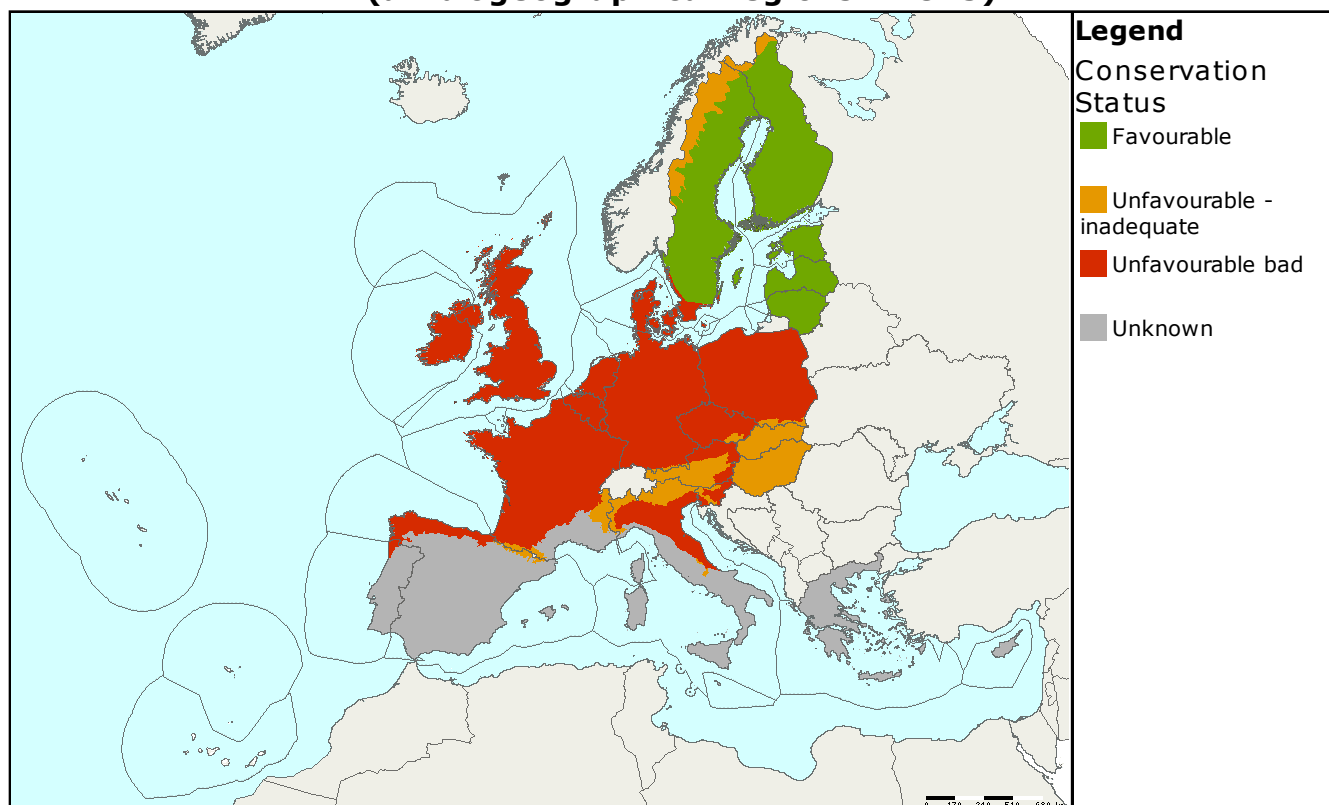 Legend
Conservation
Status
Favourable
Unfavourable -
inadequate
Unfavourable bad
Unknown